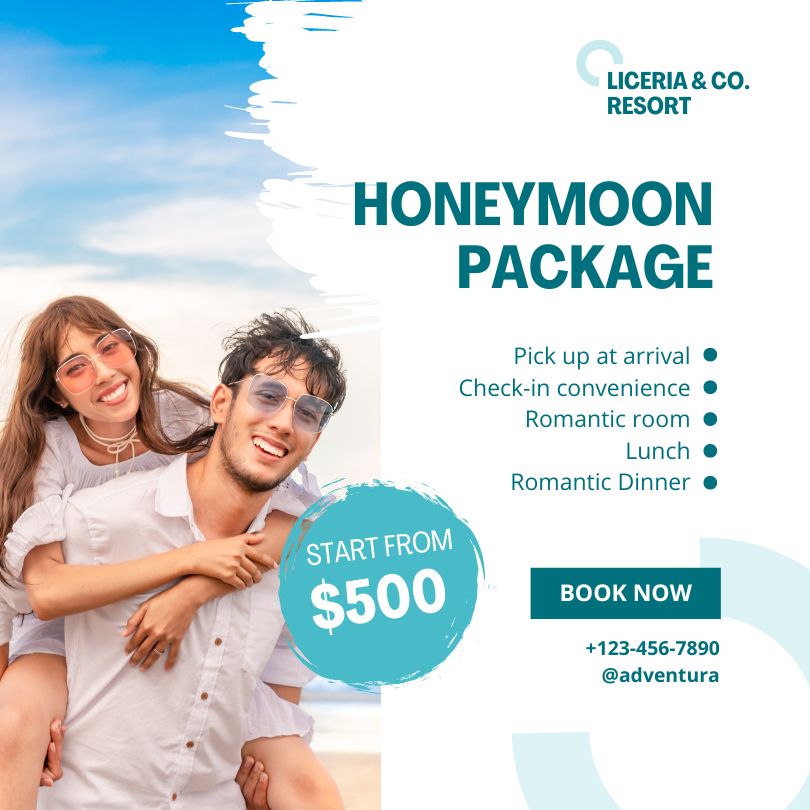 LICERIA & CO.
RESORT
HONEYMOON
PACKAGE
Pick up at arrival
Check-in convenience
Romantic room
Lunch
Romantic Dinner
START FROM
$500
BOOK NOW
+123-456-7890
@adventura